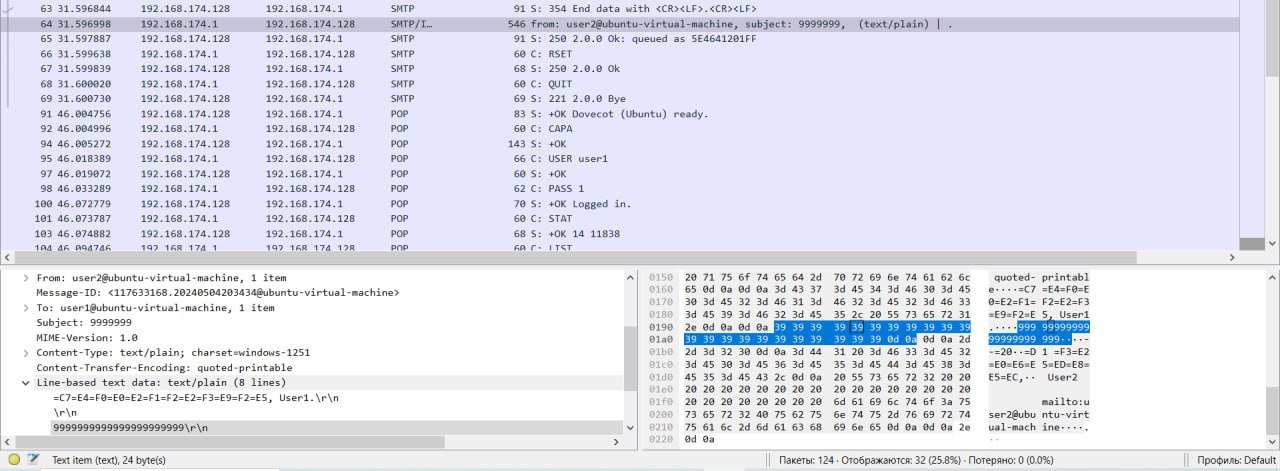 63 31.596844 192.168.174.128 192.168.174.1 SMTP 91 S: 354 End data with <CR><LF>.<CR><LF>
64 31.596998 192.168.174.1 192.168.174.128 SMTP/I… 546 from: user2@ubuntu-virtual-machine, subject: 9999999, (text/plain) | .
65 31.597887 192.168.174.128 192.168.174.1 SMTP 91 S: 250 2.0.0 Ok: queued as 5E4641201FF
66 31.599638 192.168.174.1 192.168.174.128 SMTP 60 C: RSET
67 31.599839 192.168.174.128 192.168.174.1 SMTP 68 S: 250 2.0.0 Ok
68 31.600020 192.168.174.1 192.168.174.128 SMTP 60 C: QUIT
69 31.600730 192.168.174.128 192.168.174.1 SMTP 69 S: 221 2.0.0 Bye
91 46.004756 192.168.174.128 192.168.174.1 POP 83 S: +OK Dovecot (Ubuntu) ready.
92 46.004996 192.168.174.1 192.168.174.128 POP 60 C: CAPA
94 46.005272 192.168.174.128 192.168.174.1 POP 143 S: +OK
95 46.018389 192.168.174.1 192.168.174.128 POP 66 C: USER user1
97 46.019072 192.168.174.128 192.168.174.1 POP 60 S: +OK
98 46.033289 192.168.174.1 192.168.174.128 POP 62 C: PASS 1
100 46.072779 192.168.174.128 192.168.174.1 POP 70 S: +OK Logged in.
101 46.073787 192.168.174.1 192.168.174.128 POP 60 C: STAT
103 46.074882 192.168.174.128 192.168.174.1 POP 68 S: +OK 14 11838
104 46.094746 192.168.174.1 192.168.174.128 POP 60 C: LIST
From: user2@ubuntu-virtual-machine, 1 item
Message-ID: <117633168.20240504203434@ubuntu-virtual-machine>
To: user1@ubuntu-virtual-machine, 1 item
Subject: 9999999
MIME-Version: 1.0
Content-Type: text/plain; charset=windows-1251
Content-Transfer-Encoding: quoted-printable
Line-based text data: text/plain (8 lines)
=C7=E4=F0=E0=E2=F1=F2=E2=F3=E9=F2=E5, User1.\r\n
\r\n
9999999999999999999999\r\n
0150 20 71 75 6f 74 65 64 2d 70 72 69 6e 74 61 62 6c quoted- printabl
0160 65 0d 0a 0d 0a 3d 43 37 3d 45 34 3d 46 30 3d 45 e····=C7 =E4=F0=E
0170 30 3d 45 32 3d 46 31 3d 46 32 3d 45 32 3d 46 33 0=E2=F1= F2=E2=F3
0180 3d 45 39 3d 46 32 3d 45 35 2c 20 55 73 65 72 31 =E9=F2=E 5, User1
0190 2e 0d 0a 0d 0a 39 39 39 39 39 39 39 39 39 39 39 .····999 99999999
01a0 39 39 39 39 39 39 39 39 39 39 39 0d 0a 0d 0a 2d 99999999 999····-
01b0 2d 3d 32 30 0d 0a 3d 44 31 20 3d 46 33 3d 45 32 -=20··=D 1 =F3=E2
01c0 3d 45 30 3d 45 36 3d 45 35 3d 45 44 3d 45 38 3d =E0=E6=E 5=ED=E8=
01d0 45 35 3d 45 43 2c 0d 0a 20 55 73 65 72 32 20 20 E5=EC,·· User2
01e0 20 20 20 20 20 20 20 20 20 20 20 20 20 20 20 20
01f0 20 20 20 20 20 20 20 20 6d 61 69 6c 74 6f 3a 75 mailto:u
0200 73 65 72 32 40 75 62 75 6e 74 75 2d 76 69 72 74 ser2@ubu ntu-virt
0210 75 61 6c 2d 6d 61 63 68 69 6e 65 0d 0a 0d 0a 2e ual-mach ine····.
0220 0d 0a ··
Text item (text), 24 byte(s)
Пакеты: 124 · Отображаются: 32 (25.8%) · Потеряно: 0 (0.0%)
Профиль: Default